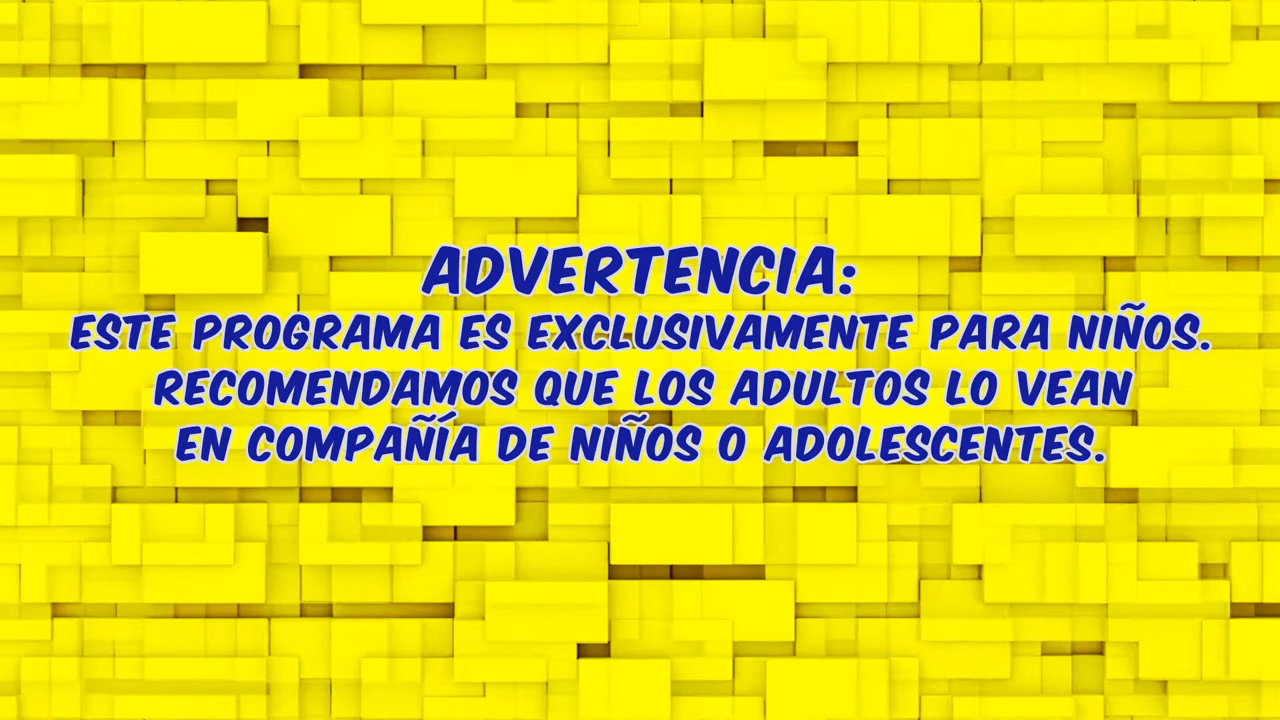 ADVERTENCIA:
ESTE PROGRAMA ES EXCLUSIVAMENTE PARA NIÑOS.
RECOMENDAMOS QUE LOS ADULTOS LO VEAN
EN COMPAÑÍA DE NIÑOS O ADOLESCENTES.